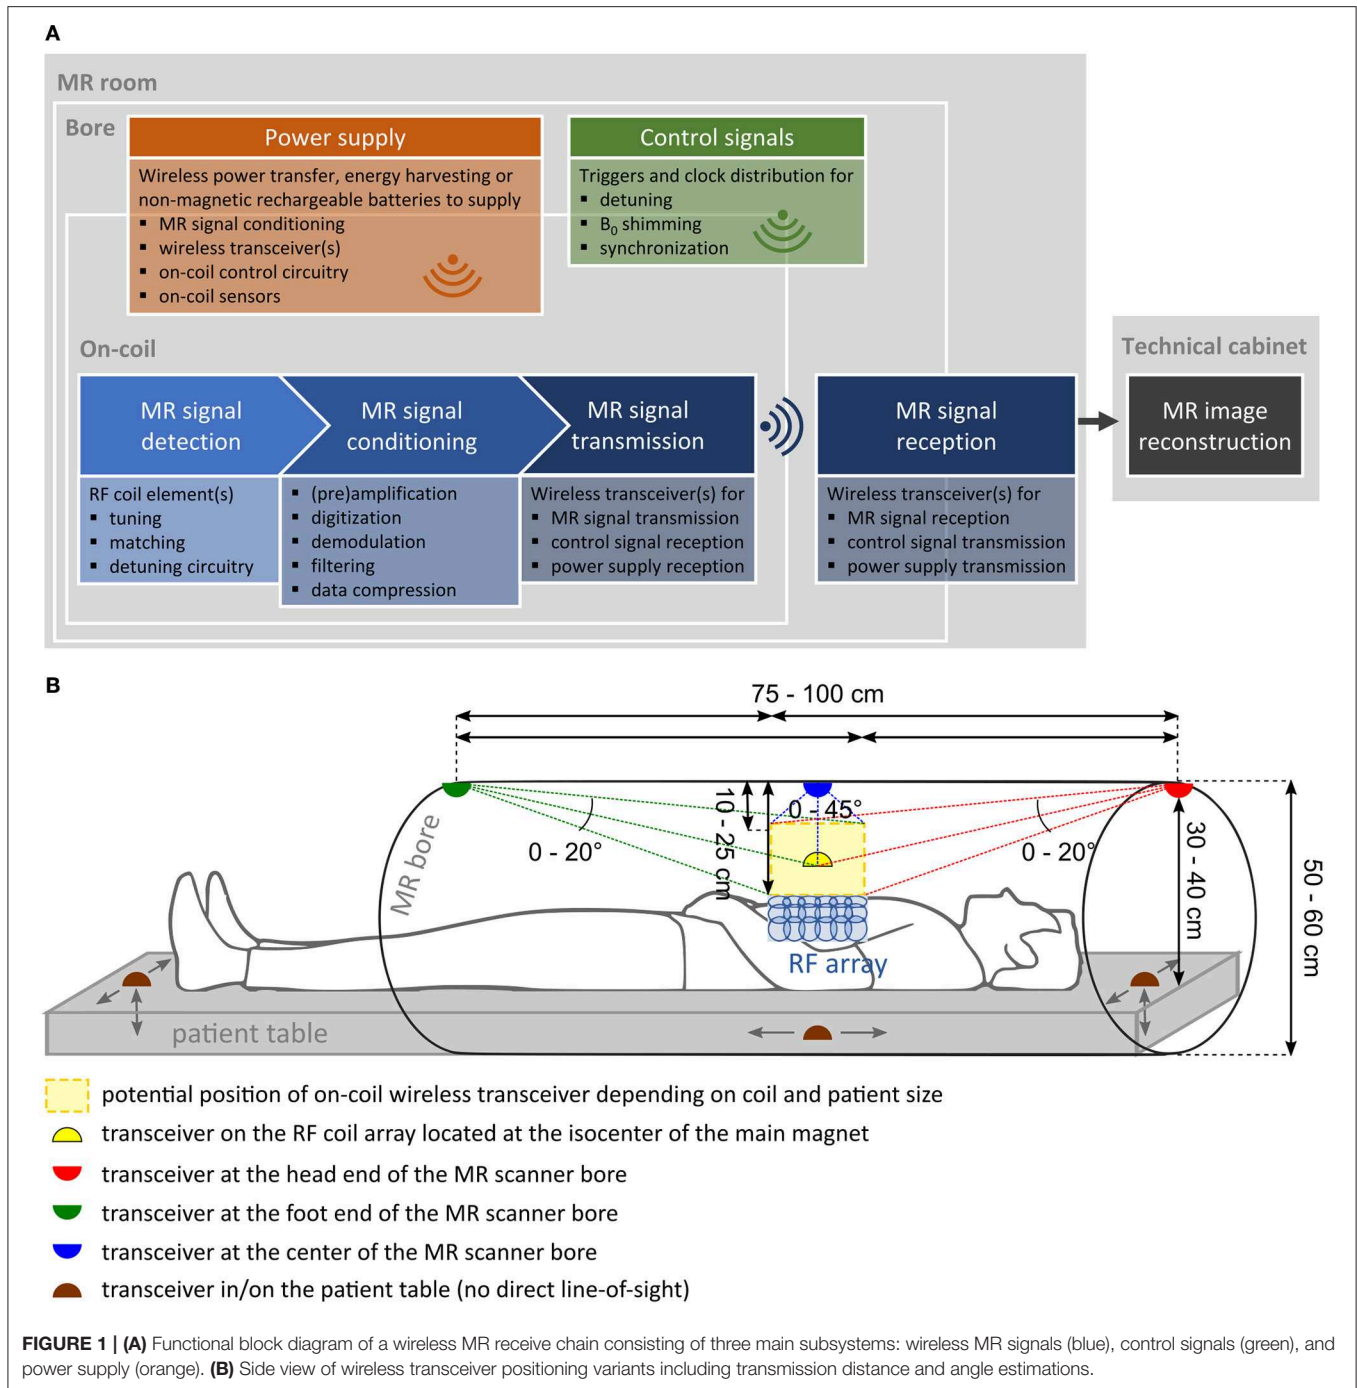 A
MR room
Bore
Power supply
Wireless power transfer, energy harvesting or
non-magnetic rechargeable batteries to supply
▪ MR signal conditioning
▪ wireless transceiver(s)
▪ on-coil control circuitry
▪ on-coil sensors
Control signals
Triggers and clock distribution for
▪ detuning
▪ B₀ shimming
▪ synchronization
On-coil
MR signal
detection
RF coil element(s)
▪ tuning
▪ matching
▪ detuning circuitry
MR signal
conditioning
▪ (pre)amplification
▪ digitization
▪ demodulation
▪ filtering
▪ data compression
MR signal
transmission
Wireless transceiver(s) for
▪ MR signal transmission
▪ control signal reception
▪ power supply reception
MR signal
reception
Wireless transceiver(s) for
▪ MR signal reception
▪ control signal transmission
▪ power supply transmission
Technical cabinet
MR image
reconstruction
B
75 - 100 cm
10 - 25 cm
0 - 45°
0 - 20°
0 - 20°
30 - 40 cm
50 - 60 cm
MR bore
RF array
patient table
potential position of on-coil wireless transceiver depending on coil and patient size
transceiver on the RF coil array located at the isocenter of the main magnet
transceiver at the head end of the MR scanner bore
transceiver at the foot end of the MR scanner bore
transceiver at the center of the MR scanner bore
transceiver in/on the patient table (no direct line-of-sight)
FIGURE 1 | (A) Functional block diagram of a wireless MR receive chain consisting of three main subsystems: wireless MR signals (blue), control signals (green), and
power supply (orange). (B) Side view of wireless transceiver positioning variants including transmission distance and angle estimations.